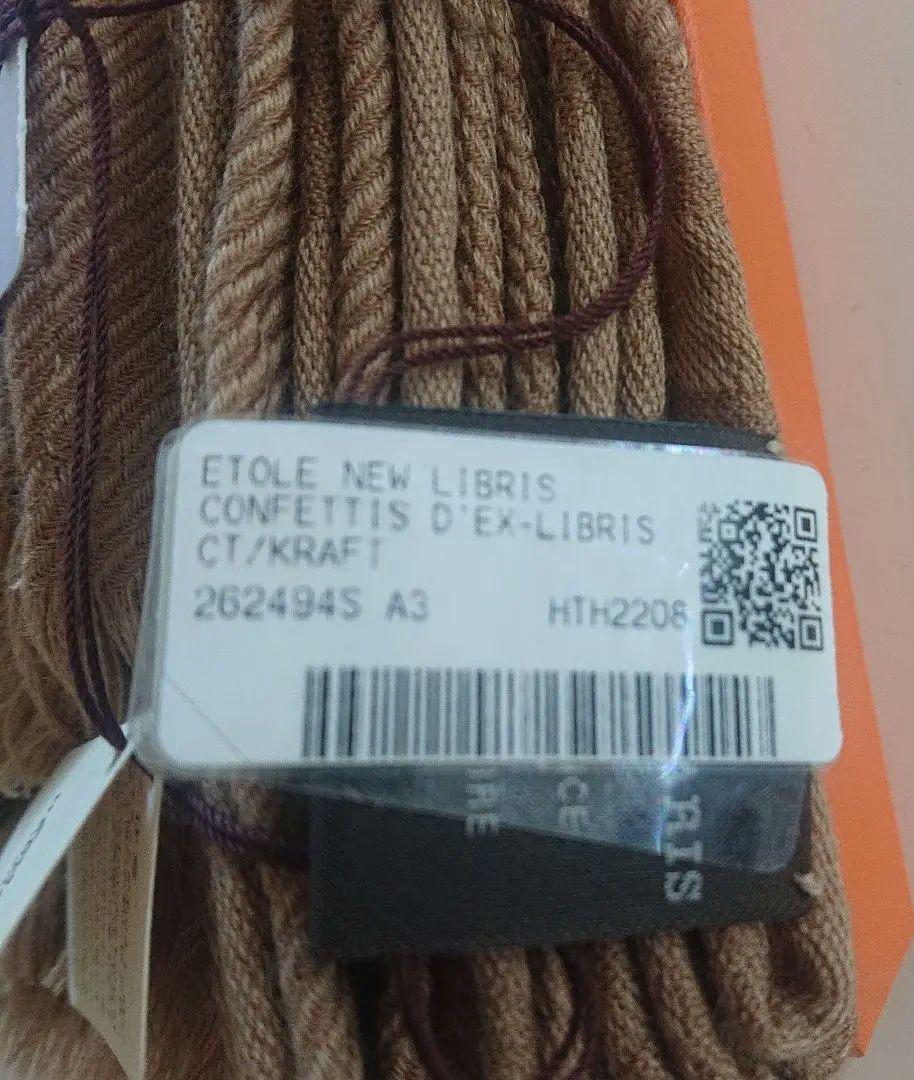 ETOLE NEW LIBRIS
CONFETTIS D'EX-LIBRIS
CT/KRAFT
262494S A3 HTH2208